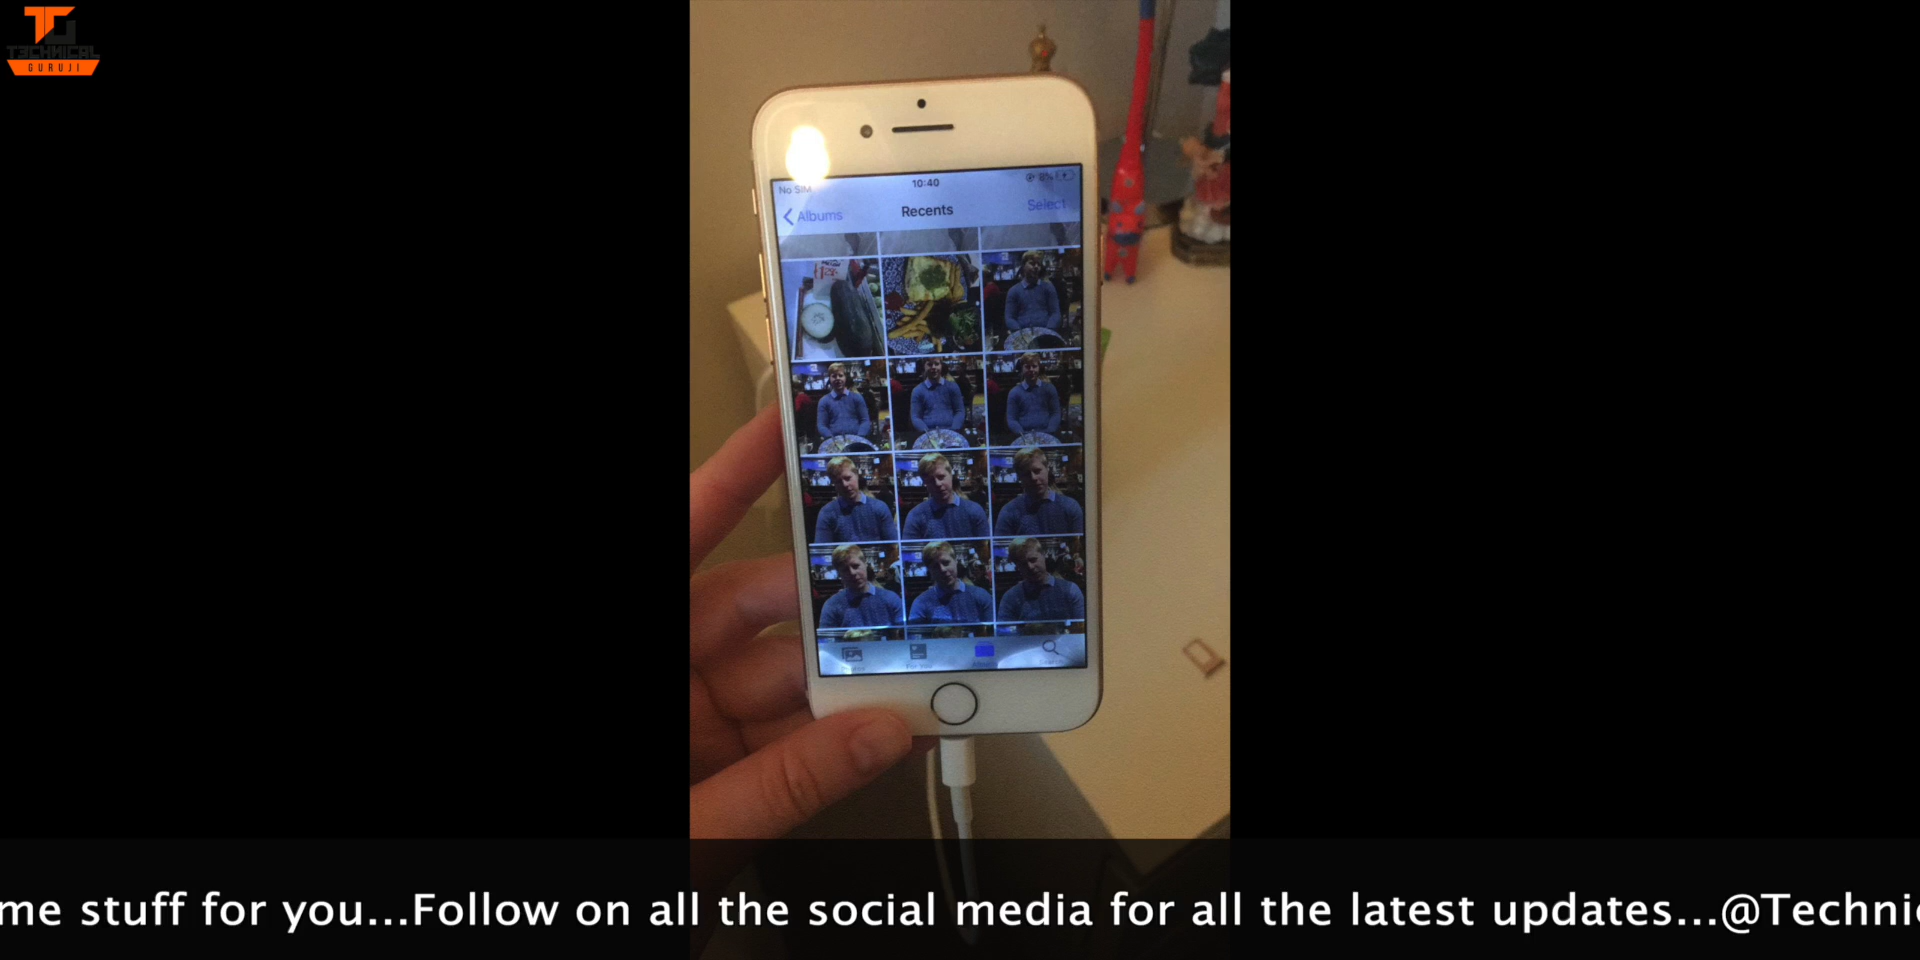 TECHNICAL
GURUJI
No SIM
10:40
8%
Albums
Recents
Select
me stuff for you...Follow on all the social media for all the latest updates...@Techni